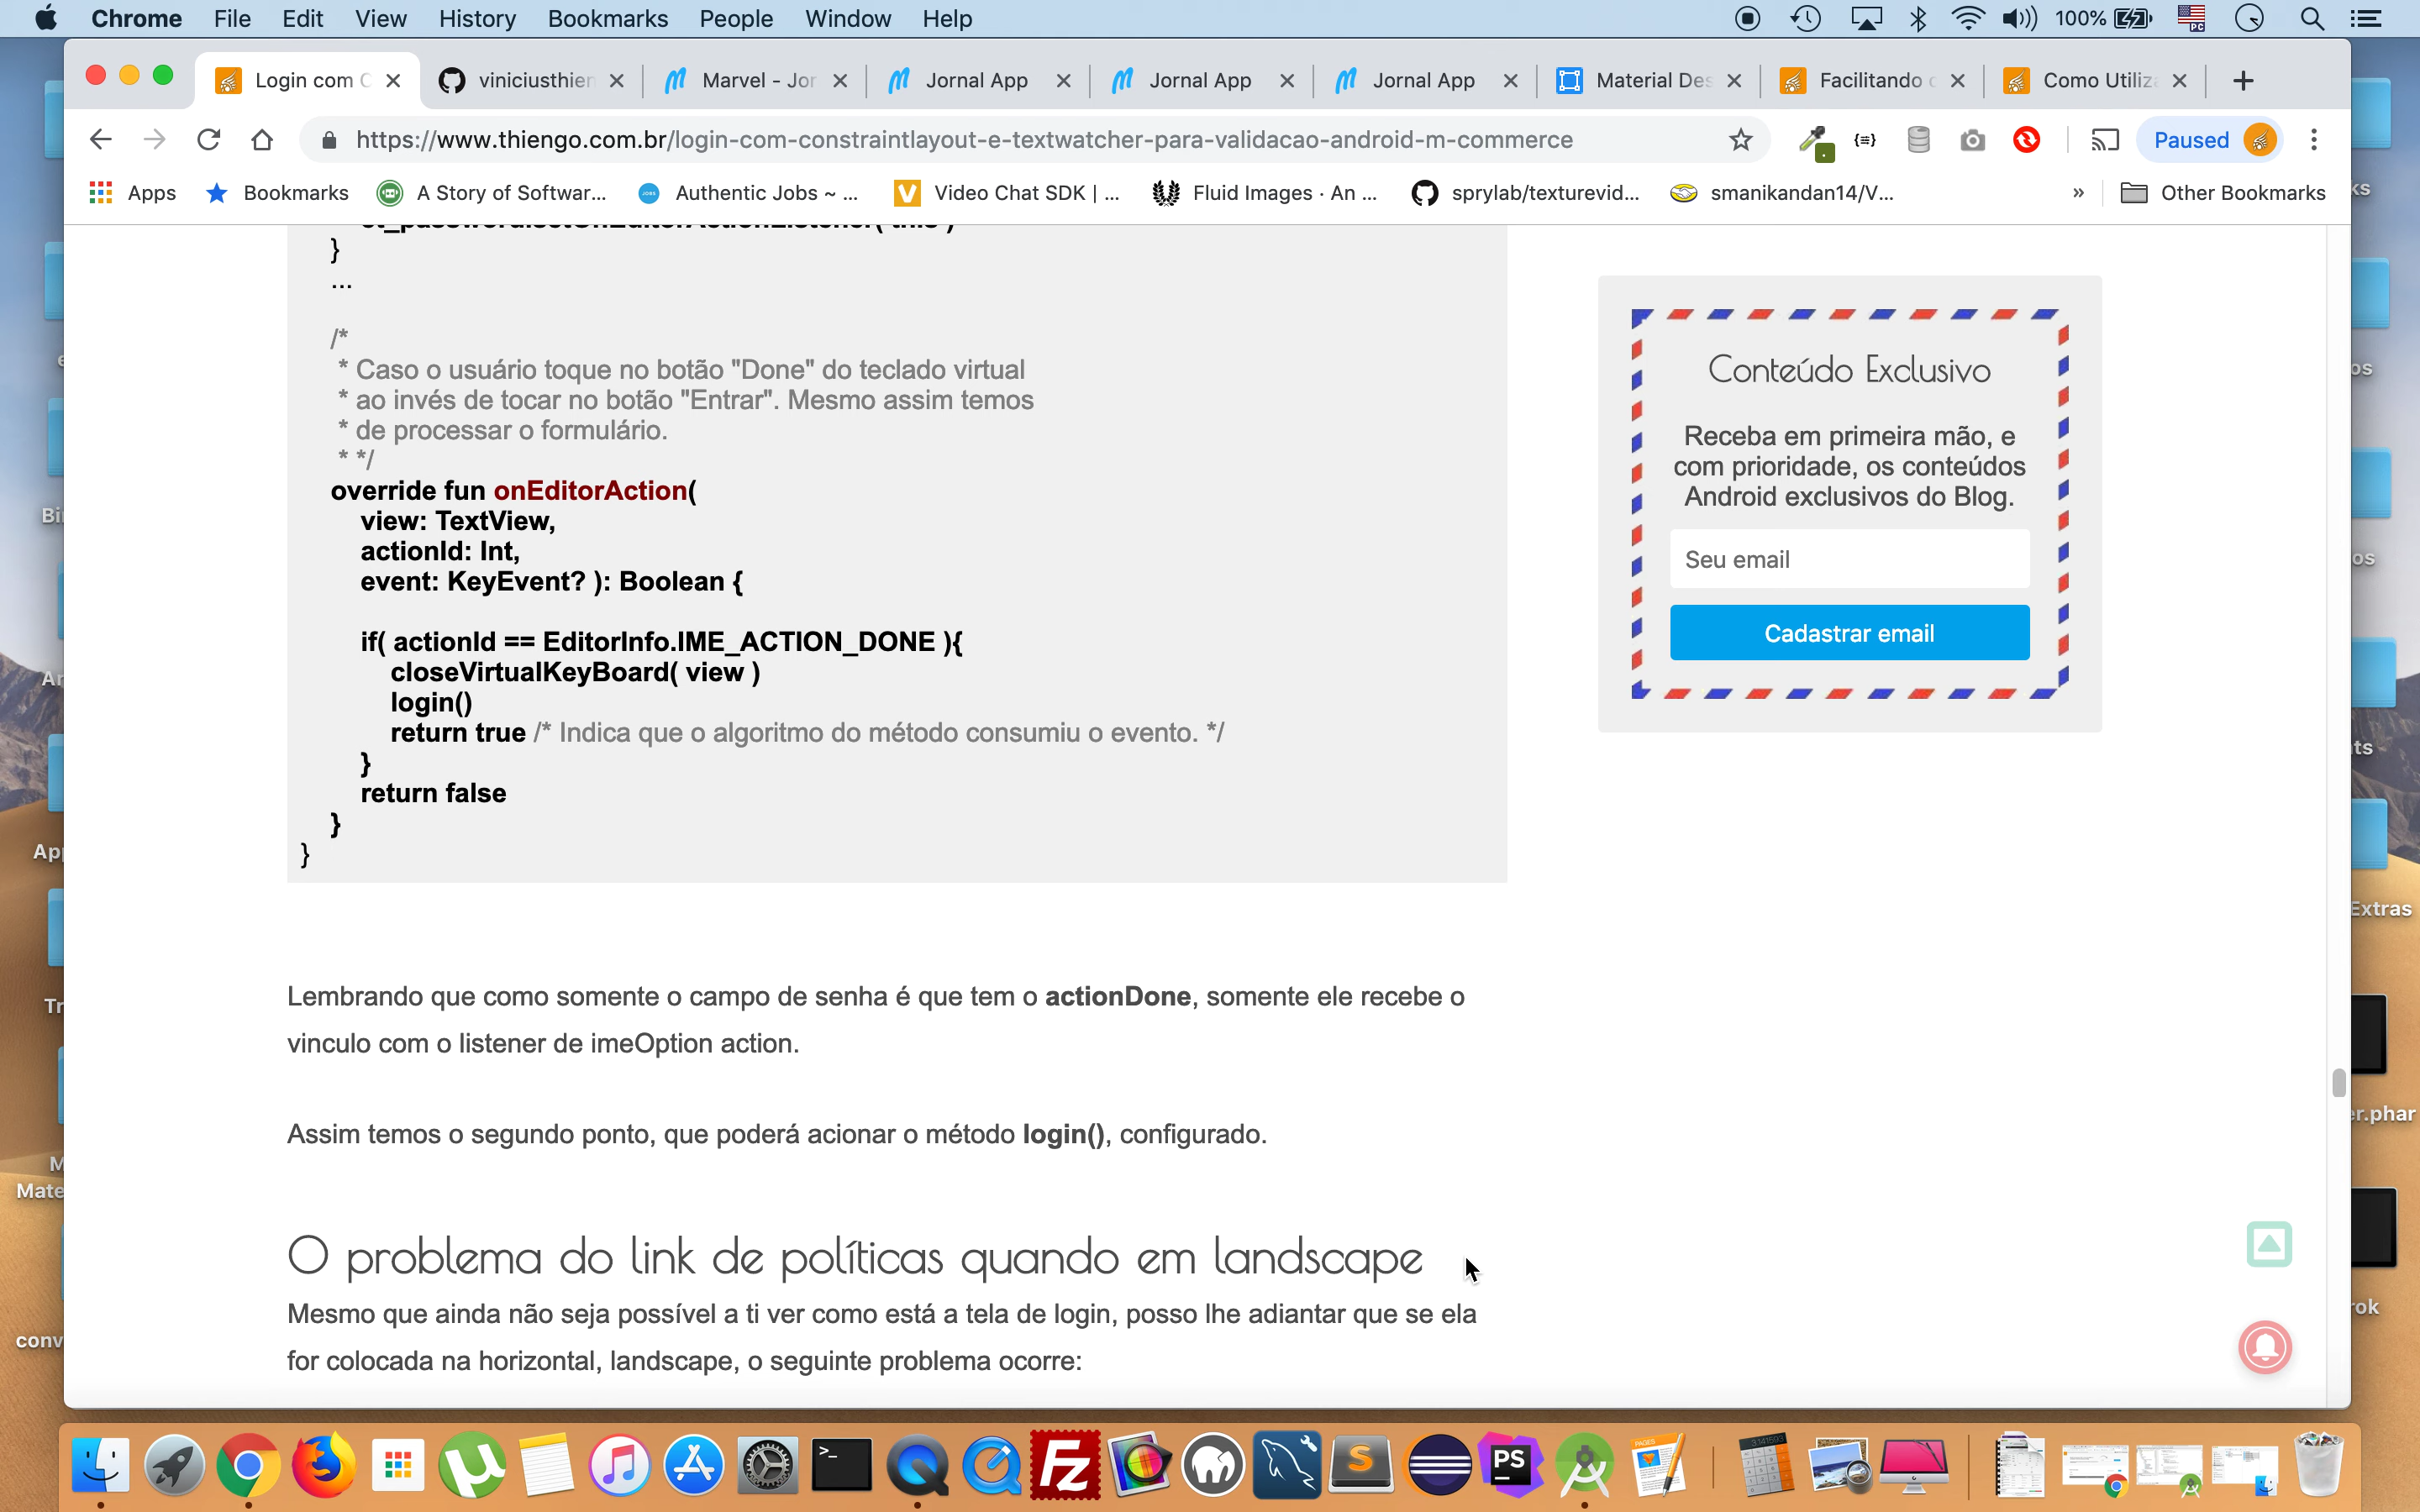 Chrome File Edit View History Bookmarks People Window Help 100%
Login com C viniciusthien Marvel - Jor Jornal App Jornal App Jornal App Material Des Facilitando Como Utiliz
https://www.thiengo.com.br/login-com-constraintlayout-e-textwatcher-para-validacao-android-m-commerce Paused
Apps Bookmarks A Story of Softwar... Authentic Jobs ~ ... Video Chat SDK | ... Fluid Images · An ... sprylab/texturevid... smanikandan14/V... » Other Bookmarks
}
...
/*
* Caso o usuário toque no botão "Done" do teclado virtual
* ao invés de tocar no botão "Entrar". Mesmo assim temos
* de processar o formulário.
* */
override fun onEditorAction(
view: TextView,
actionId: Int,
event: KeyEvent? ): Boolean {
if( actionId == EditorInfo.IME_ACTION_DONE ){
closeVirtualKeyBoard( view )
login()
return true /* Indica que o algoritmo do método consumiu o evento. */
}
return false
}
}
Lembrando que como somente o campo de senha é que tem o actionDone, somente ele recebe o
vinculo com o listener de imeOption action.
Assim temos o segundo ponto, que poderá acionar o método login(), configurado.
O problema do link de políticas quando em landscape
Mesmo que ainda não seja possível a ti ver como está a tela de login, posso lhe adiantar que se ela
for colocada na horizontal, landscape, o seguinte problema ocorre:
Conteúdo Exclusivo
Receba em primeira mão, e
com prioridade, os conteúdos
Android exclusivos do Blog.
Seu email
Cadastrar email
Extras
er.phar
Mate
conv